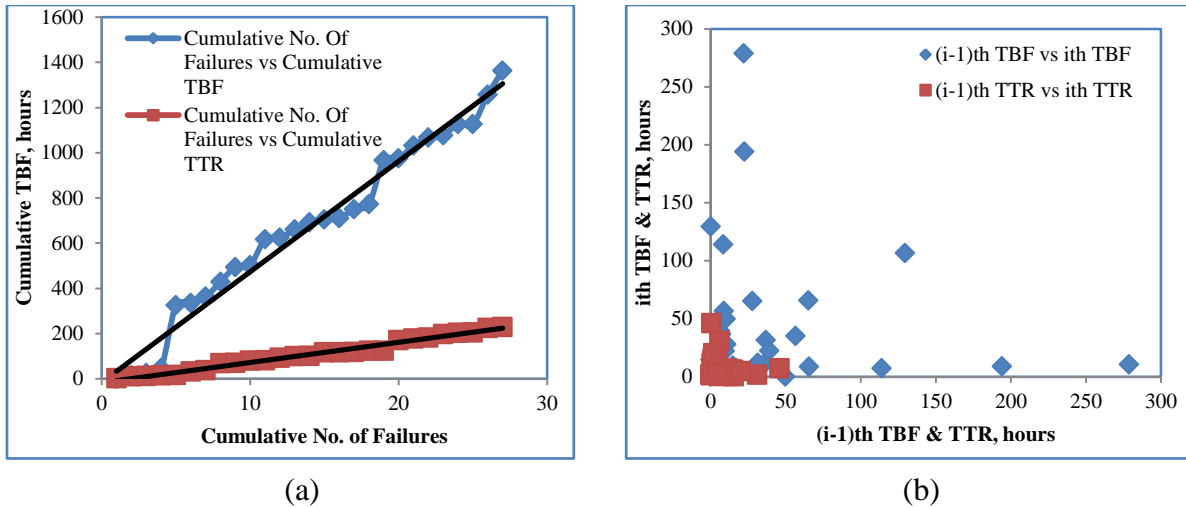 1600
1400
1200
1000
800
600
400
200
0
Cumulative TBF, hours
Cumulative No. Of
Failures vs Cumulative
TBF
Cumulative No. Of
Failures vs Cumulative
TTR
0 10 20 30
Cumulative No. of Failures
(a)
300
250
200
150
100
50
0
ith TBF & TTR, hours
(i-1)th TBF vs ith TBF
(i-1)th TTR vs ith TTR
0 50 100 150 200 250 300
(i-1)th TBF & TTR, hours
(b)